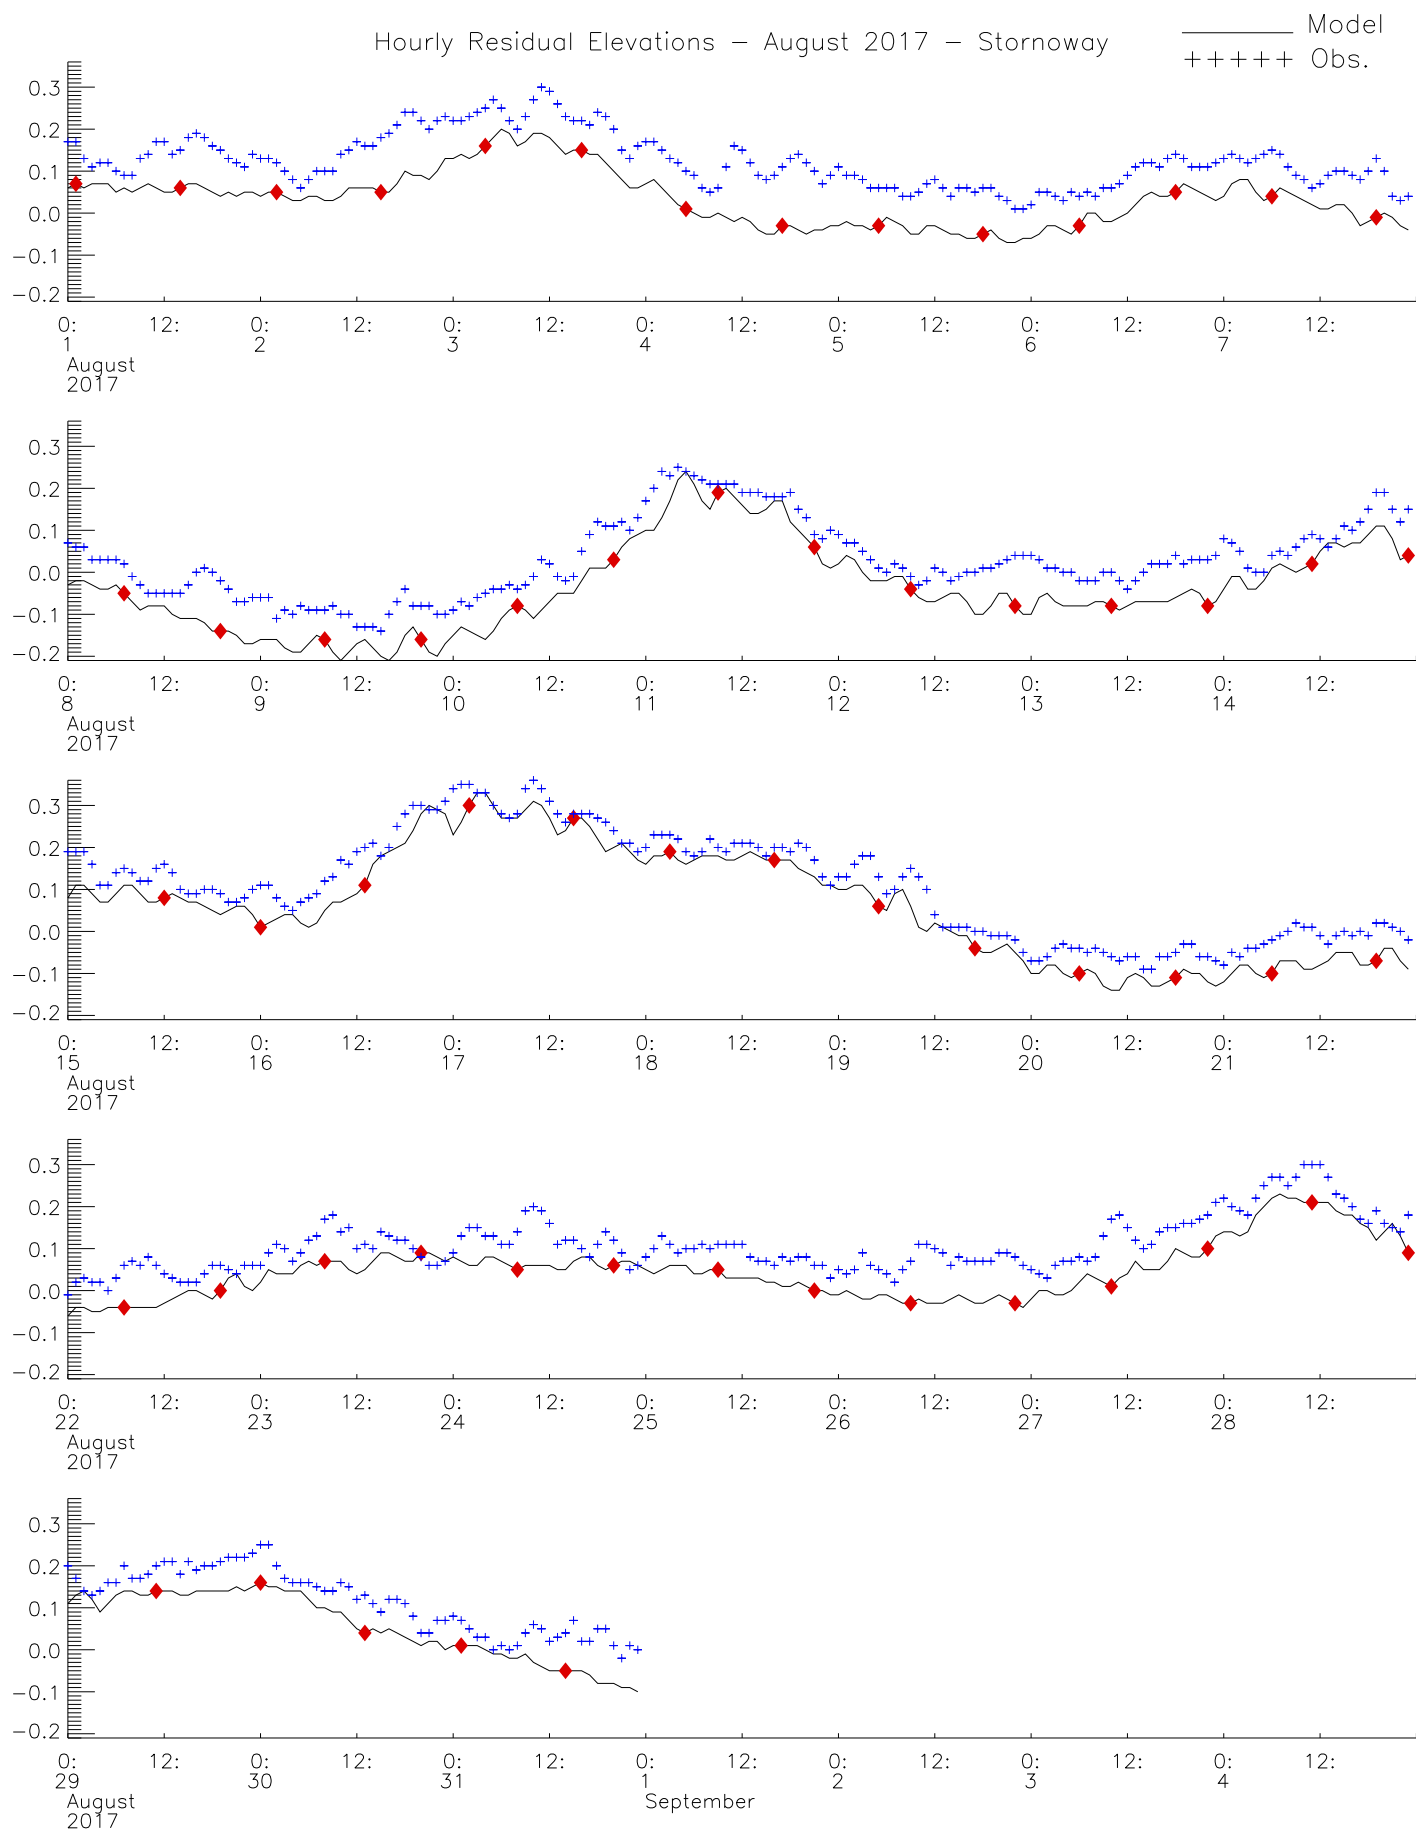 Hourly Residual Elevations − August 2017 − Stornoway
Model
+++++ Obs.
0.3
0.2
0.1
0.0
−0.1
−0.2
0: 12: 0: 12: 0: 12: 0: 12: 0: 12: 0: 12: 0: 12:
1 2 3 4 5 6 7
August
2017
0.3
0.2
0.1
0.0
−0.1
−0.2
0: 12: 0: 12: 0: 12: 0: 12: 0: 12: 0: 12: 0: 12:
8 9 10 11 12 13 14
August
2017
0.3
0.2
0.1
0.0
−0.1
−0.2
0: 12: 0: 12: 0: 12: 0: 12: 0: 12: 0: 12: 0: 12:
15 16 17 18 19 20 21
August
2017
0.3
0.2
0.1
0.0
−0.1
−0.2
0: 12: 0: 12: 0: 12: 0: 12: 0: 12: 0: 12: 0: 12:
22 23 24 25 26 27 28
August
2017
0.3
0.2
0.1
0.0
−0.1
−0.2
0: 12: 0: 12: 0: 12: 0: 12: 0: 12: 0: 12: 0: 12:
29 30 31 1 2 3 4
August September
2017